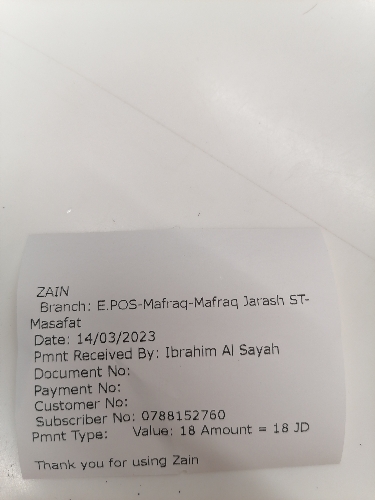 ZAIN
Branch: E.POS-Mafraq-Mafraq Jarash ST-
Masafat
Date: 14/03/2023
Pmnt Received By: Ibrahim Al Sayah
Document No:
Payment No:
Customer No:
Subscriber No: 0788152760
Pmnt Type: Value: 18 Amount = 18 JD
Thank you for using Zain